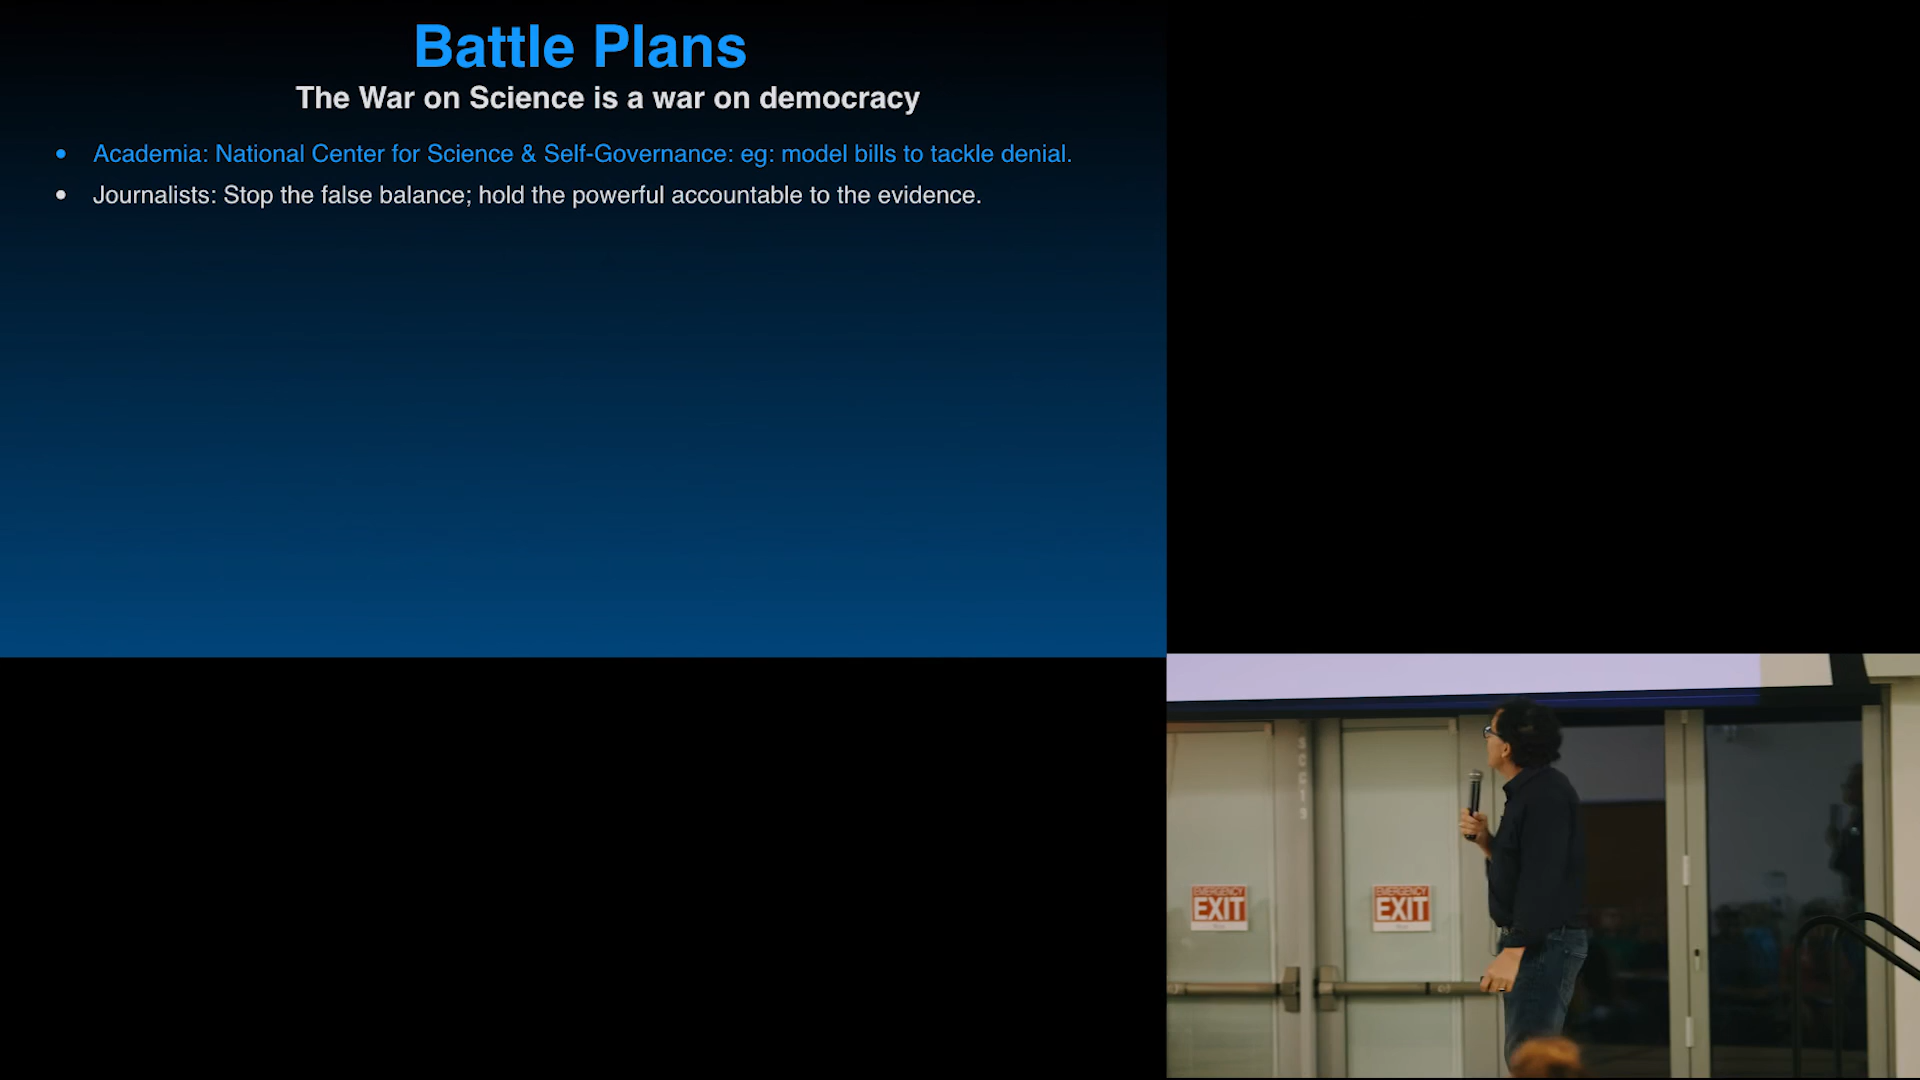 Battle Plans
The War on Science is a war on democracy
• Academia: National Center for Science & Self-Governance: eg: model bills to tackle denial.
• Journalists: Stop the false balance; hold the powerful accountable to the evidence.
EMERGENCY
EXIT
EMERGENCY
EXIT